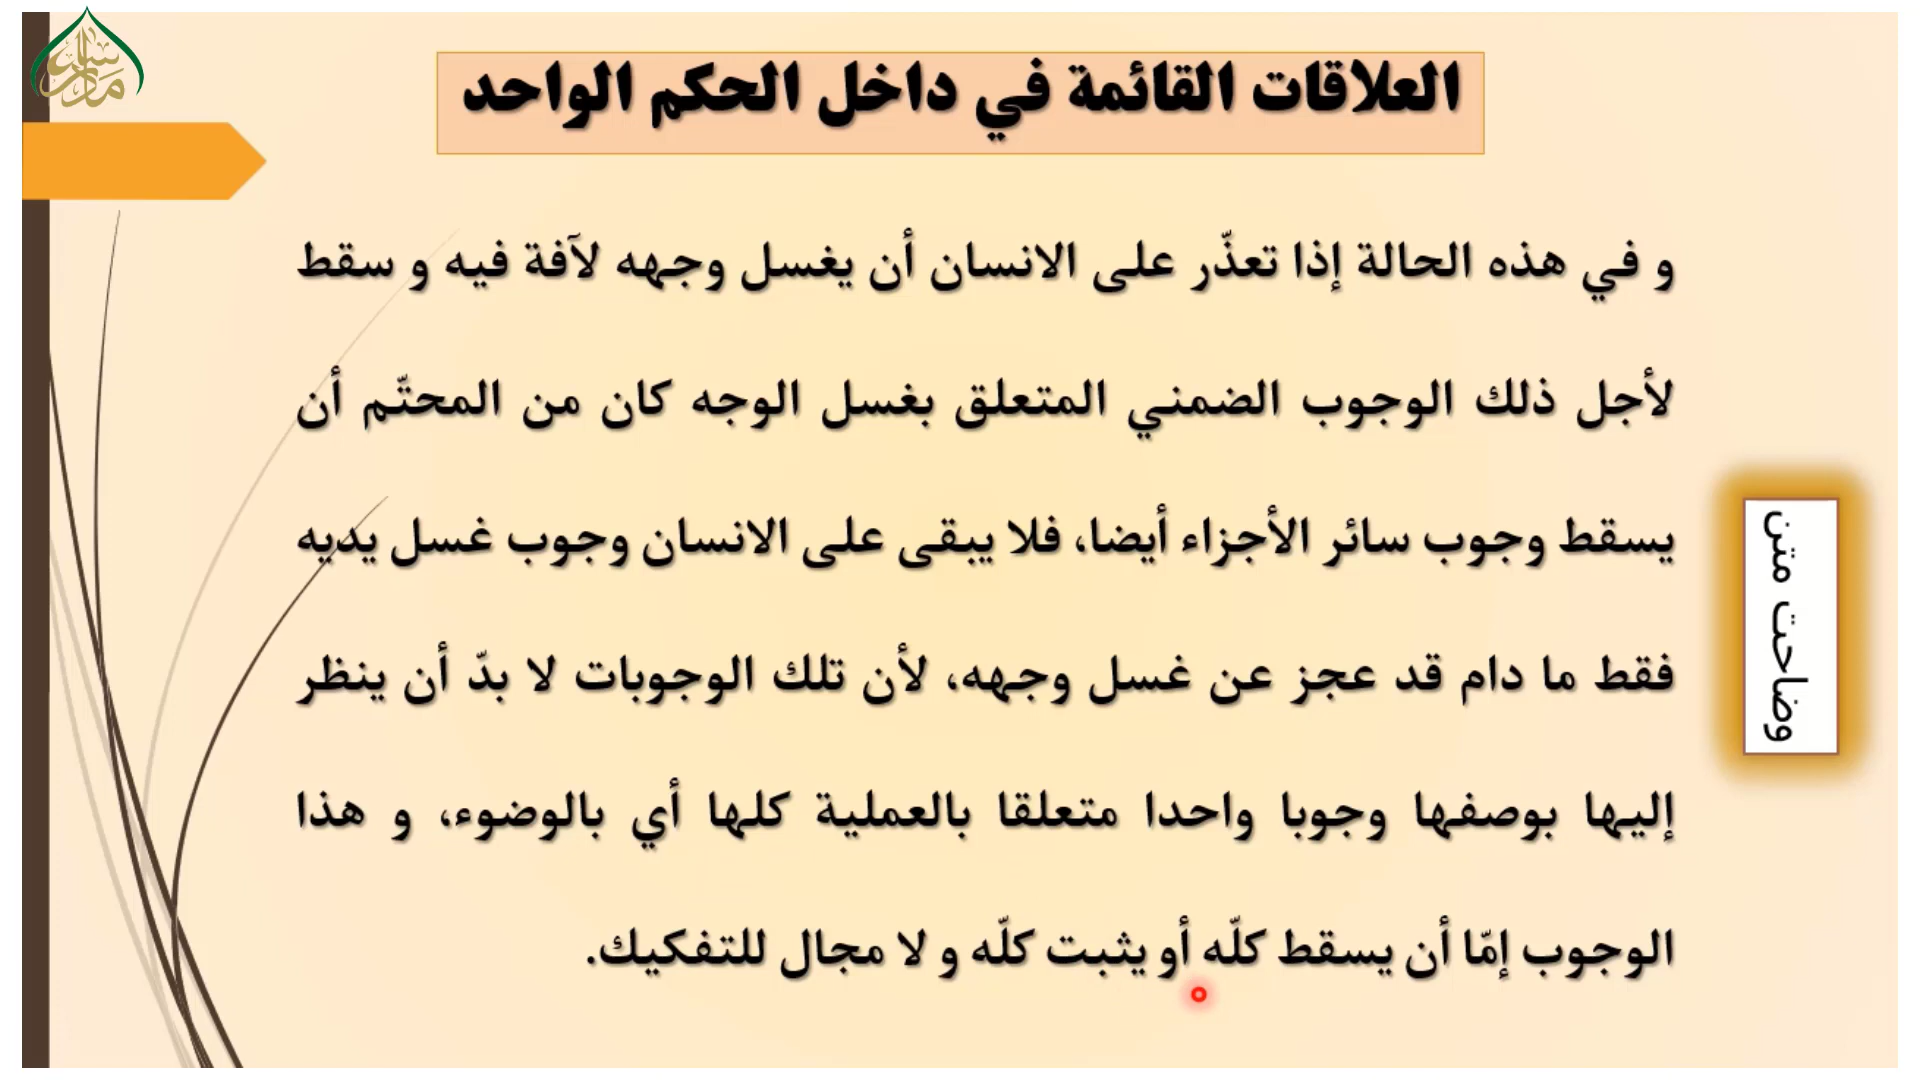 العلاقات القائمة في داخل الحكم الواحد
و في هذه الحالة إذا تعذّر على الانسان أن يغسل وجهه لآفة فيه و سقط
لأجل ذلك الوجوب الضمني المتعلق بغسل الوجه كان من المحتّم أن
يسقط وجوب سائر الأجزاء أيضا، فلا يبقى على الانسان وجوب غسل يديه
فقط ما دام قد عجز عن غسل وجهه، لأن تلك الوجوبات لا بدّ أن ينظر
إليها بوصفها وجوبا واحدا متعلقا بالعملية كلها أي بالوضوء، و هذا
الوجوب إمّا أن يسقط كلّه أو يثبت كلّه و لا مجال للتفكيك.
وضاحت متن